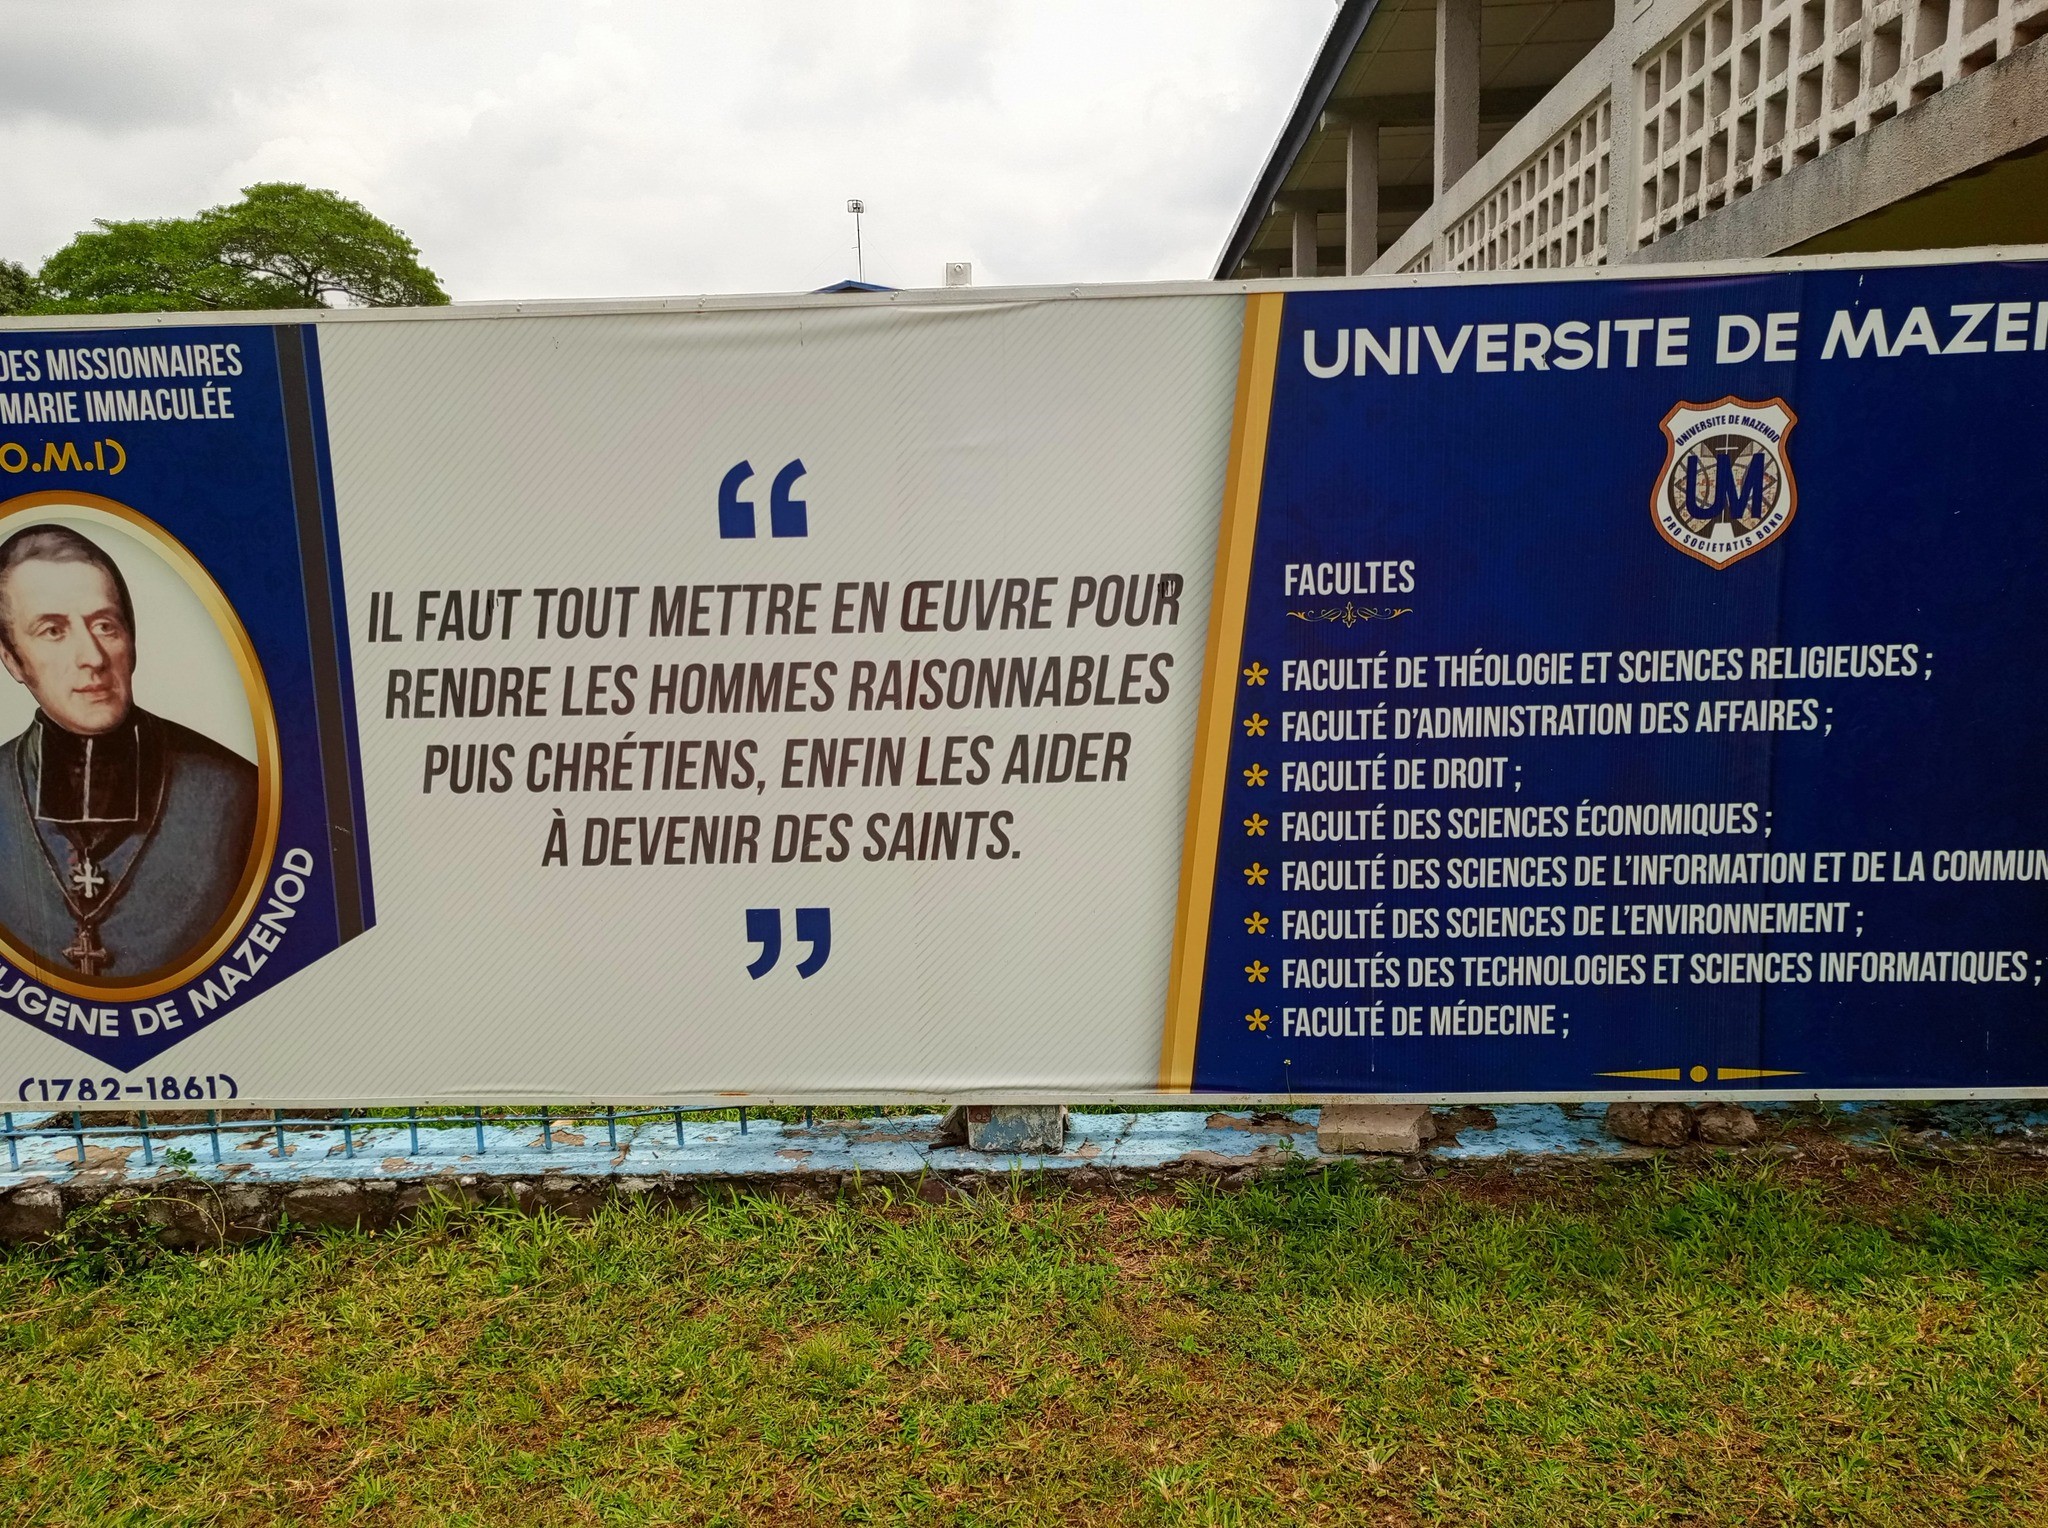 DES MISSIONNAIRES
MARIE IMMACULÉE
O.M.I)
EUGENE DE MAZENOD
(1782-1861)
“
IL FAUT TOUT METTRE EN ŒUVRE POUR
RENDRE LES HOMMES RAISONNABLES
PUIS CHRÉTIENS, ENFIN LES AIDER
À DEVENIR DES SAINTS.
”
UNIVERSITE DE MAZEN
UNIVERSITE DE MAZENOD
UM
PRO SOCIETATIS BONO
FACULTES
* FACULTÉ DE THÉOLOGIE ET SCIENCES RELIGIEUSES ;
* FACULTÉ D'ADMINISTRATION DES AFFAIRES ;
* FACULTÉ DE DROIT ;
* FACULTÉ DES SCIENCES ÉCONOMIQUES ;
* FACULTÉ DES SCIENCES DE L'INFORMATION ET DE LA COMMUN
* FACULTÉ DES SCIENCES DE L'ENVIRONNEMENT ;
* FACULTÉS DES TECHNOLOGIES ET SCIENCES INFORMATIQUES ;
* FACULTÉ DE MÉDECINE ;